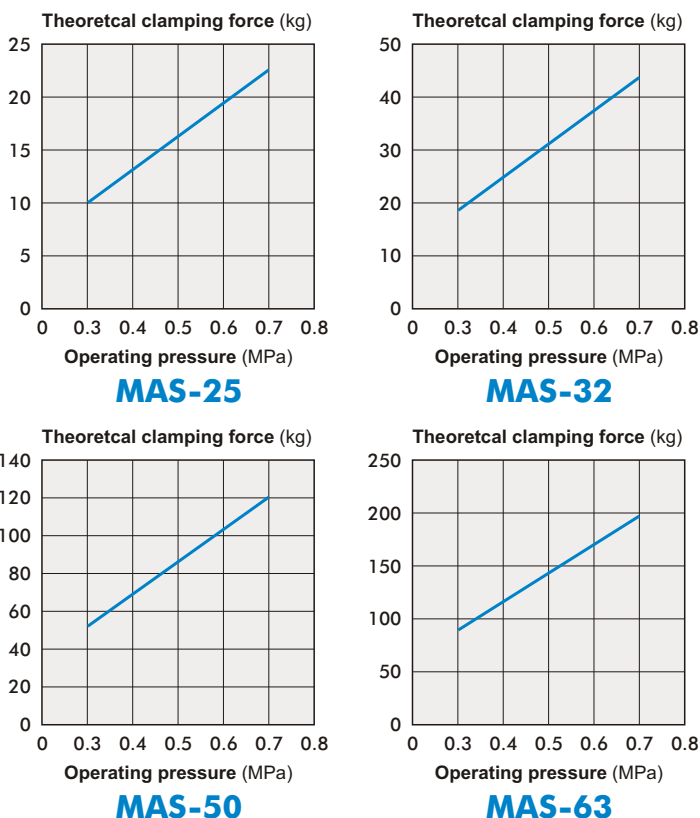 Theoretcal clamping force (kg)
25
20
15
10
5
0
0 0.3 0.4 0.5 0.6 0.7 0.8
Operating pressure (MPa)
MAS-25
Theoretcal clamping force (kg)
50
40
30
20
10
0
0 0.3 0.4 0.5 0.6 0.7 0.8
Operating pressure (MPa)
MAS-32
Theoretcal clamping force (kg)
140
120
100
80
60
40
20
0
0 0.3 0.4 0.5 0.6 0.7 0.8
Operating pressure (MPa)
MAS-50
Theoretcal clamping force (kg)
250
200
150
100
50
0
0 0.3 0.4 0.5 0.6 0.7 0.8
Operating pressure (MPa)
MAS-63